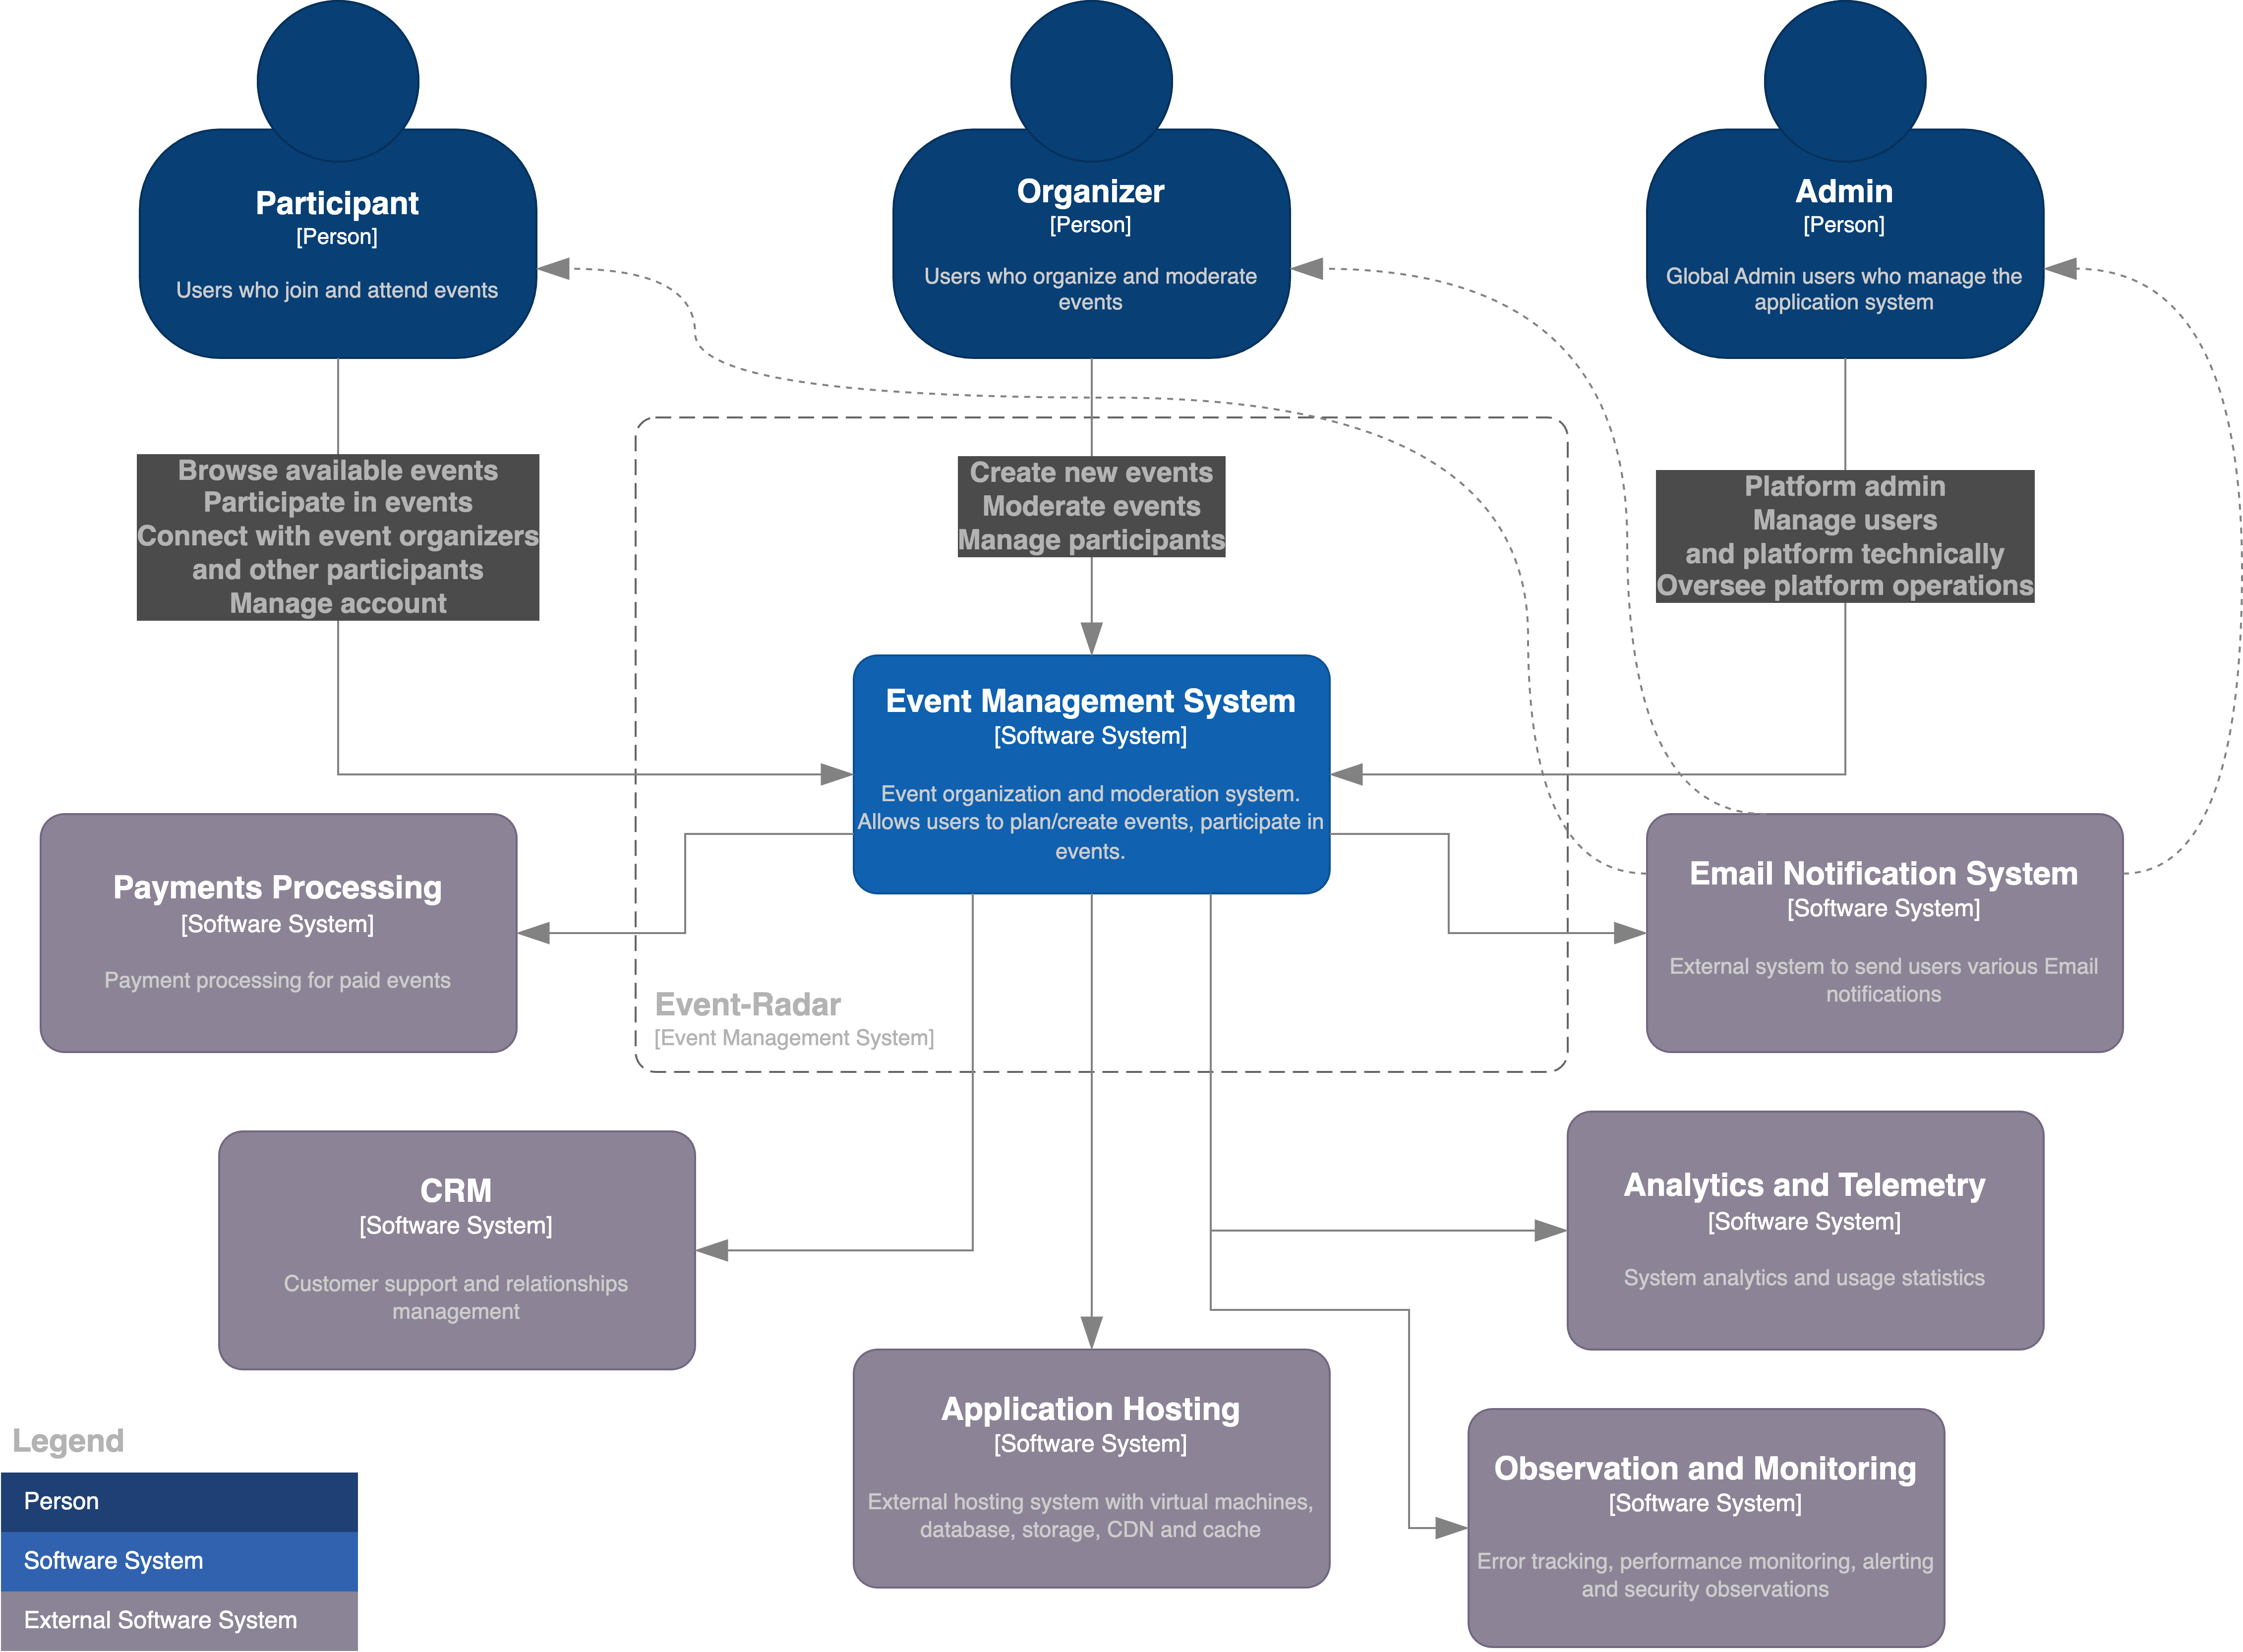 Participant
[Person]
Users who join and attend events
Organizer
[Person]
Users who organize and moderate
events
Admin
[Person]
Global Admin users who manage the
application system
Browse available events
Participate in events
Connect with event organizers
and other participants
Manage account
Create new events
Moderate events
Manage participants
Platform admin
Manage users
and platform technically
Oversee platform operations
Event Management System
[Software System]
Event organization and moderation system.
Allows users to plan/create events, participate in
events.
Payments Processing
[Software System]
Payment processing for paid events
Email Notification System
[Software System]
External system to send users various Email
notifications
Event-Radar
[Event Management System]
CRM
[Software System]
Customer support and relationships
management
Analytics and Telemetry
[Software System]
System analytics and usage statistics
Application Hosting
[Software System]
External hosting system with virtual machines,
database, storage, CDN and cache
Observation and Monitoring
[Software System]
Error tracking, performance monitoring, alerting
and security observations
Legend
Person
Software System
External Software System